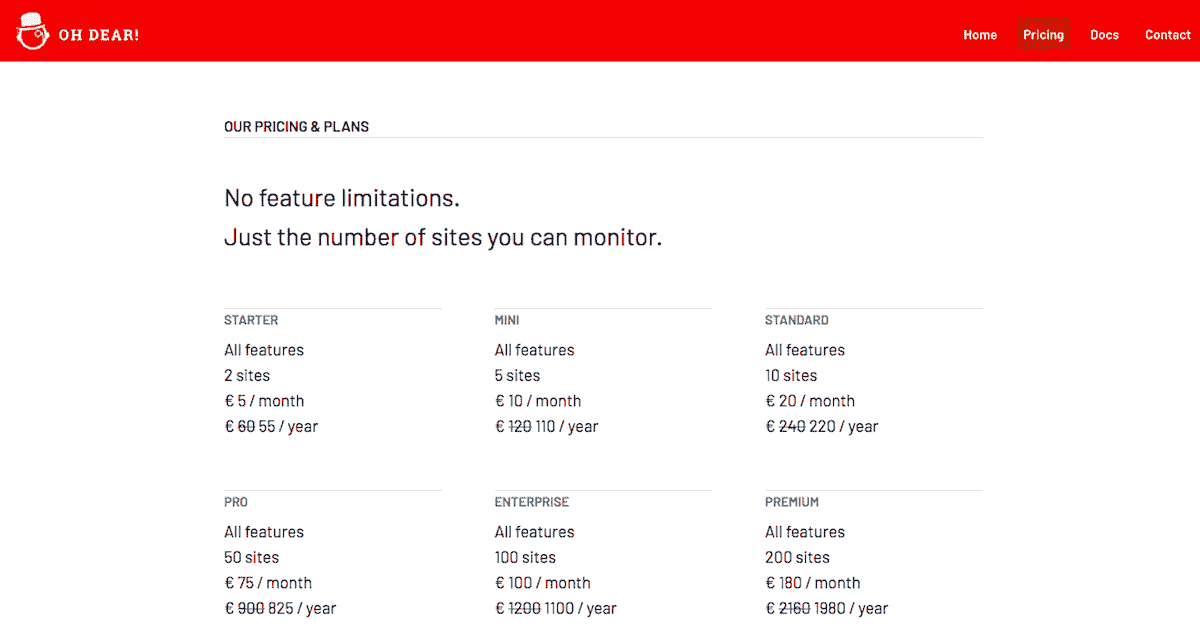 OH DEAR!
Home Pricing Docs Contact
OUR PRICING & PLANS
No feature limitations.
Just the number of sites you can monitor.
STARTER
All features
2 sites
€ 5 / month
€ 60 55 / year
MINI
All features
5 sites
€ 10 / month
€ 120 110 / year
STANDARD
All features
10 sites
€ 20 / month
€ 240 220 / year
PRO
All features
50 sites
€ 75 / month
€ 900 825 / year
ENTERPRISE
All features
100 sites
€ 100 / month
€ 1200 1100 / year
PREMIUM
All features
200 sites
€ 180 / month
€ 2160 1980 / year